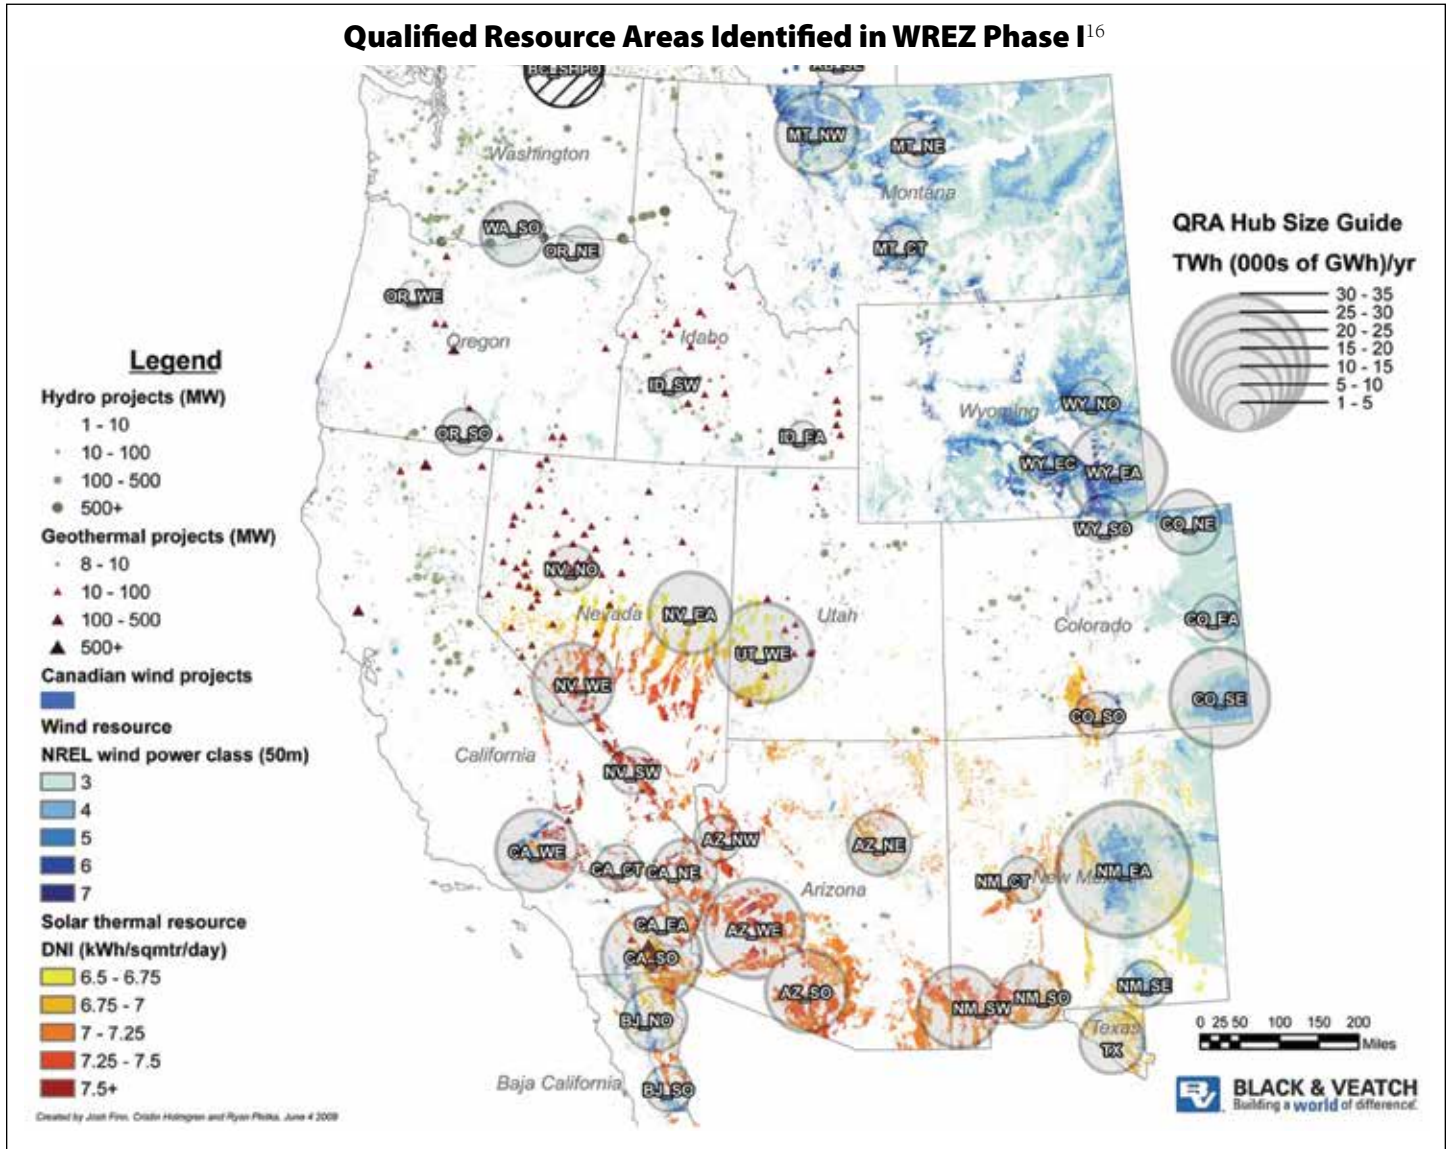 Qualified Resource Areas Identified in WREZ Phase I16
BC_SHPD
AB_SE
MT_NW
MT_NE
Washington
Montana
WA_SO
OR_NE
MT_CT
OR_WE
Oregon
Idaho
ID_SW
Wyoming
WY_NO
OR_SO
ID_EA
WY_EC
WY_EA
WY_SO
CO_NE
NV_NO
Nevada
NV_EA
Utah
Colorado
CO_EA
UT_WE
NV_WE
CO_SE
CO_SO
California
NV_SW
CA_WE
AZ_NW
AZ_NE
CA_CT
CA_NE
NM_CT
NM_EA
Arizona
CA_EA
AZ_WE
CA_SO
AZ_SO
NM_SW
NM_SO
NM_SE
BJ_NO
Texas
TX
Baja California
BJ_SO
QRA Hub Size Guide
TWh (000s of GWh)/yr
30 - 35
25 - 30
20 - 25
15 - 20
10 - 15
5 - 10
1 - 5
Legend
Hydro projects (MW)
1 - 10
10 - 100
100 - 500
500+
Geothermal projects (MW)
8 - 10
10 - 100
100 - 500
500+
Canadian wind projects
Wind resource
NREL wind power class (50m)
3
4
5
6
7
Solar thermal resource
DNI (kWh/sqmtr/day)
6.5 - 6.75
6.75 - 7
7 - 7.25
7.25 - 7.5
7.5+
0 25 50 100 150 200
Miles
BLACK & VEATCH
Building a world of difference.
Created by Josh Finn, Cristin Holmgren and Ryan Pletka, June 4 2009